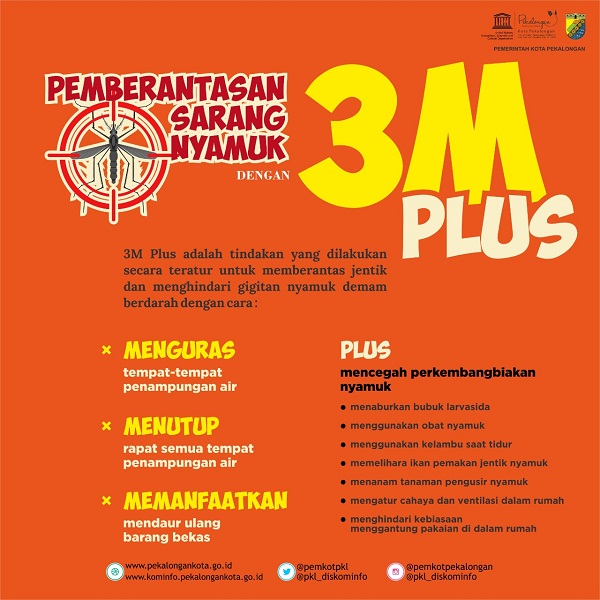 Pekalongan
Kota Pekalongan
PEMERINTAH KOTA PEKALONGAN
PEMBERANTASAN
SARANG
NYAMUK
DENGAN
3M
PLUS
3M Plus adalah tindakan yang dilakukan
secara teratur untuk memberantas jentik
dan menghindari gigitan nyamuk demam
berdarah dengan cara :
× MENGURAS
tempat-tempat
penampungan air
× MENUTUP
rapat semua tempat
penampungan air
× MEMANFAATKAN
mendaur ulang
barang bekas
PLUS
mencegah perkembangbiakan
nyamuk
• menaburkan bubuk larvasida
• menggunakan obat nyamuk
• menggunakan kelambu saat tidur
• memelihara ikan pemakan jentik nyamuk
• menanam tanaman pengusir nyamuk
• mengatur cahaya dan ventilasi dalam rumah
• menghindari kebiasaan
menggantung pakaian di dalam rumah
www.pekalongankota.go.id
www.kominfo.pekalongankota.go.id
@pemkotpkl
@pkl_diskominfo
@pemkotpekalongan
@pkl_diskominfo